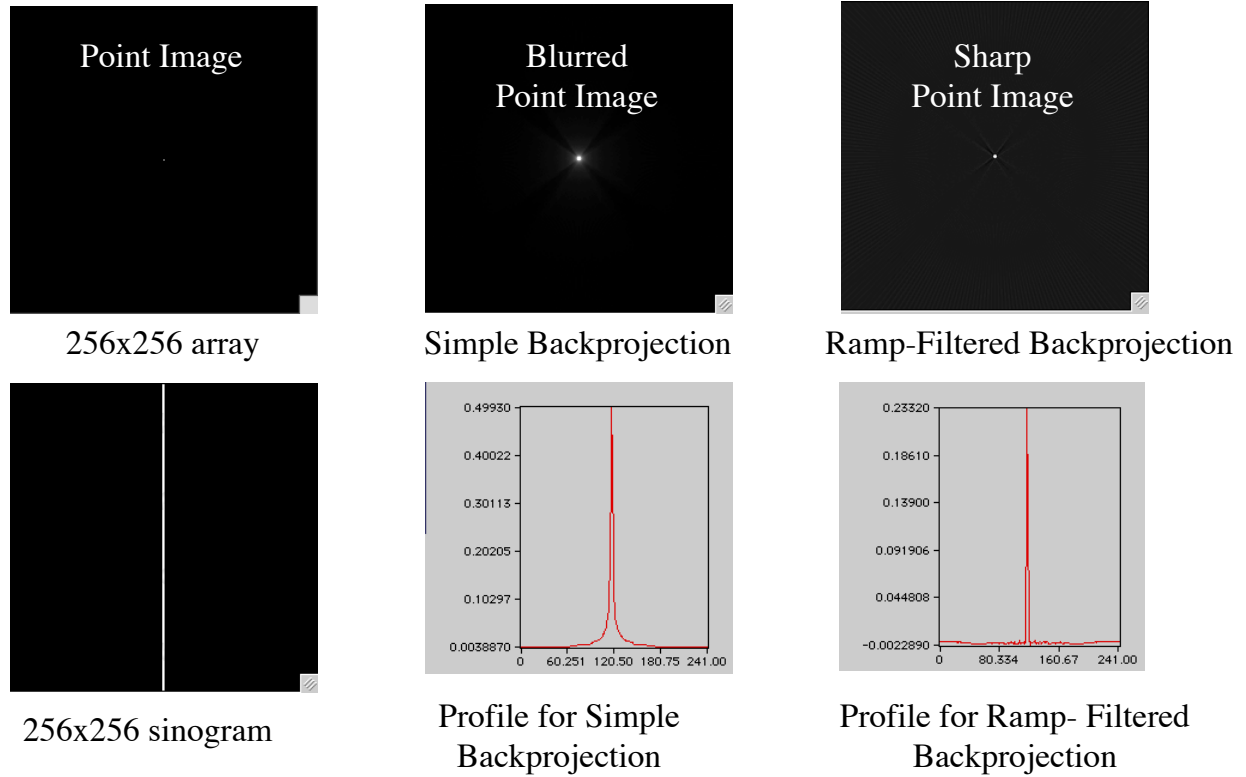 Point Image
Blurred
Point Image
Sharp
Point Image
256x256 array
Simple Backprojection
Ramp-Filtered Backprojection
0.49930
0.40022
0.30113
0.20205
0.10297
0.0038870
0 60.251 120.50 180.75 241.00
0.23320
0.18610
0.13900
0.091906
0.044808
-0.0022890
0 80.334 160.67 241.00
256x256 sinogram
Profile for Simple
Backprojection
Profile for Ramp- Filtered
Backprojection